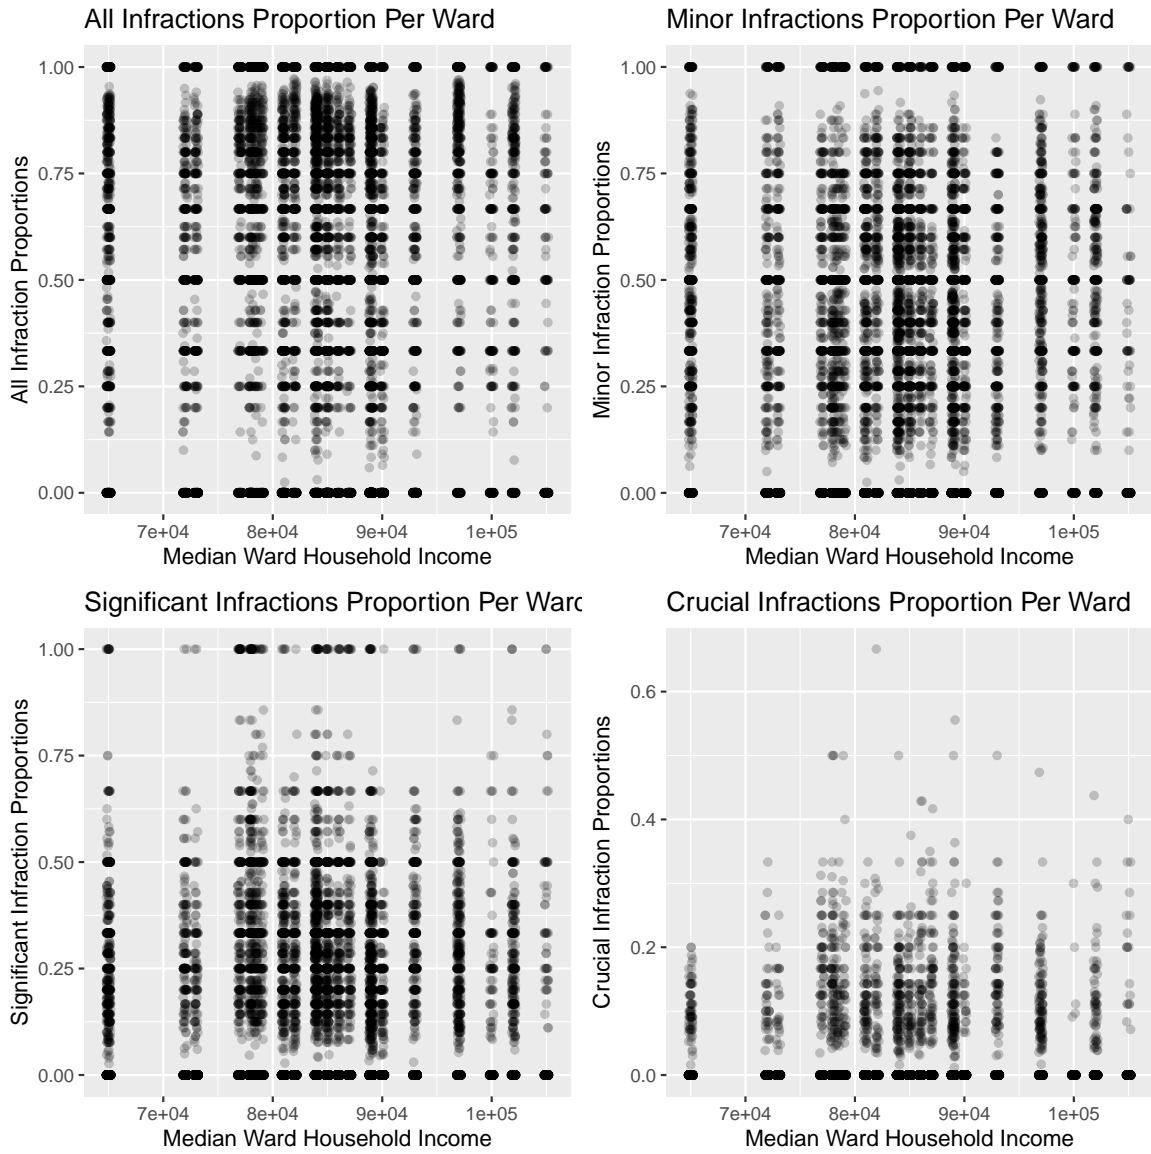 All Infractions Proportion Per Ward
All Infraction Proportions
1.00
0.75
0.50
0.25
0.00
7e+04 8e+04 9e+04 1e+05
Median Ward Household Income
Minor Infractions Proportion Per Ward
Minor Infraction Proportions
1.00
0.75
0.50
0.25
0.00
7e+04 8e+04 9e+04 1e+05
Median Ward Household Income
Significant Infractions Proportion Per Ward
Significant Infraction Proportions
1.00
0.75
0.50
0.25
0.00
7e+04 8e+04 9e+04 1e+05
Median Ward Household Income
Crucial Infractions Proportion Per Ward
Crucial Infraction Proportions
0.6
0.4
0.2
0.0
7e+04 8e+04 9e+04 1e+05
Median Ward Household Income